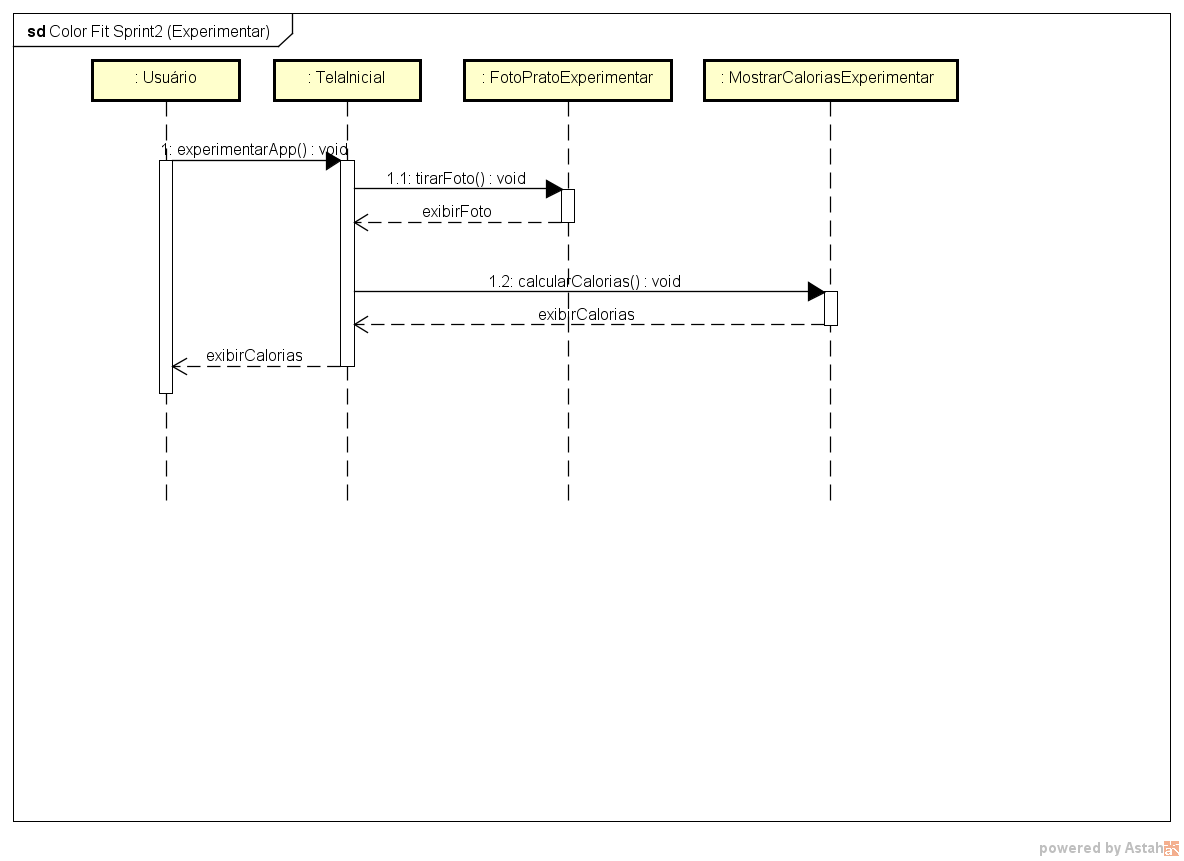 sd Color Fit Sprint2 (Experimentar)
: Usuário
: TelaInicial
: FotoPratoExperimentar
: MostrarCaloriasExperimentar
1: experimentarApp() : void
1.1: tirarFoto() : void
exibirFoto
1.2: calcularCalorias() : void
exibirCalorias
exibirCalorias
powered by Astah